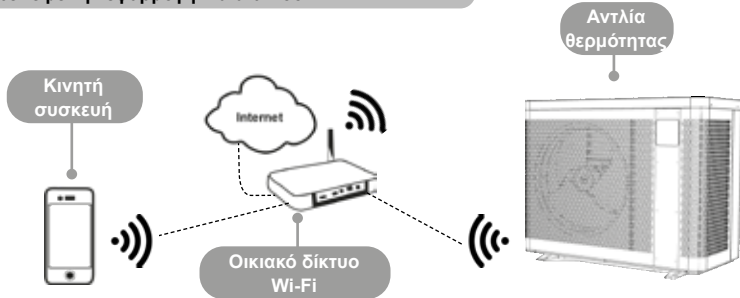 Αντλία
θερμότητας
Κινητή
συσκευή
Internet
Οικιακό δίκτυο
Wi-Fi